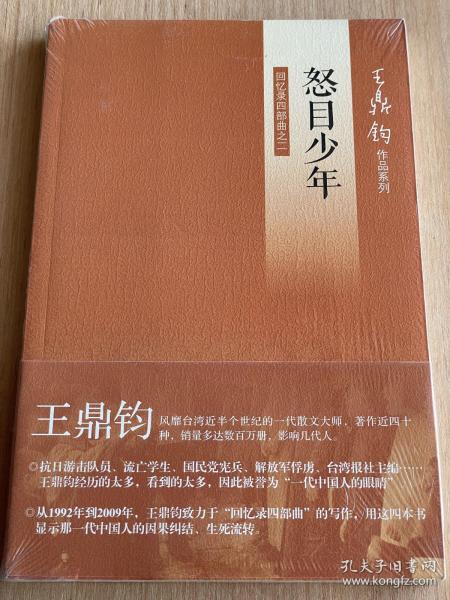 王鼎钧
作品系列
怒目少年
回忆录四部曲之二
王鼎钧
风靡台湾近半个世纪的一代散文大师,著作近四十
种,销量多达数百万册,影响几代人。
◎抗日游击队员、流亡学生、国民党宪兵、解放军俘虏、台湾报社主编……
王鼎钧经历的太多,看到的太多,因此被誉为“一代中国人的眼睛”
◎从1992年到2009年,王鼎钧致力于“回忆录四部曲”的写作,用这四本书
显示那一代中国人的因果纠结、生死流转。
孔夫子旧书网
www.kongfz.com